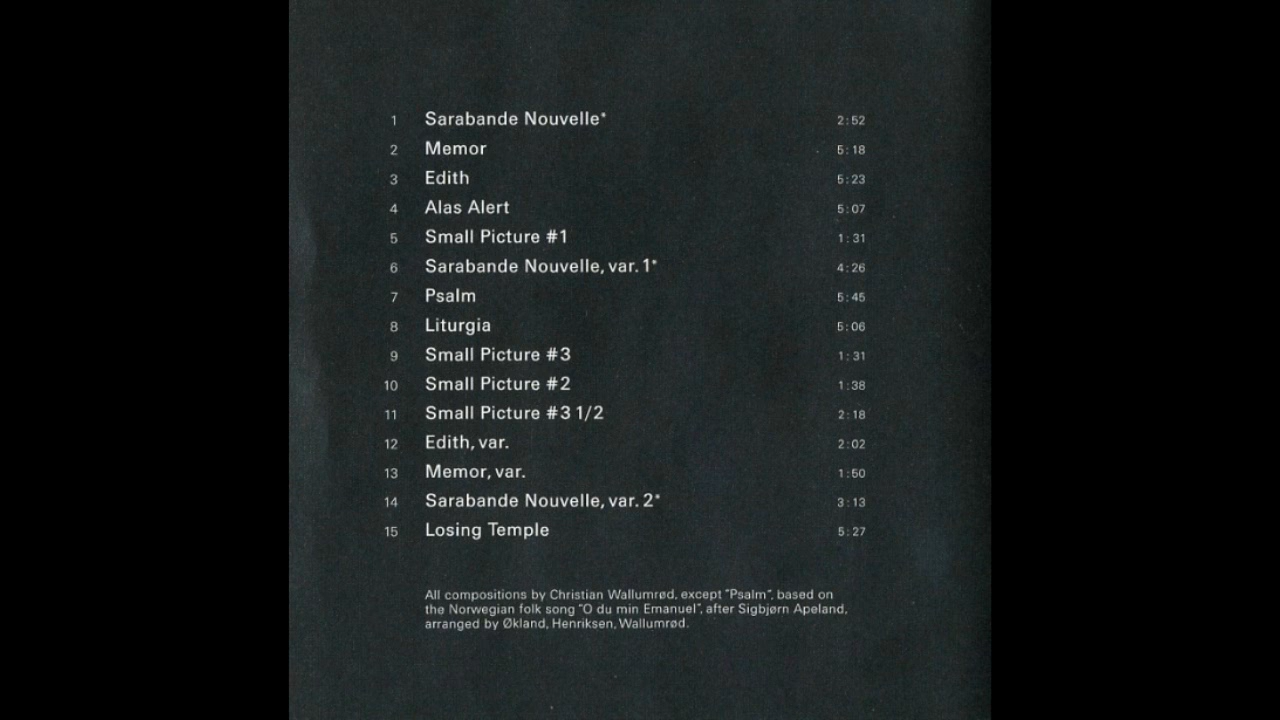 1 Sarabande Nouvelle* 2:52
2 Memor 5:18
3 Edith 5:23
4 Alas Alert 5:07
5 Small Picture #1 1:31
6 Sarabande Nouvelle, var. 1* 4:26
7 Psalm 5:45
8 Liturgia 5:06
9 Small Picture #3 1:31
10 Small Picture #2 1:38
11 Small Picture #3 1/2 2:18
12 Edith, var. 2:02
13 Memor, var. 1:50
14 Sarabande Nouvelle, var. 2* 3:13
15 Losing Temple 5:27
All compositions by Christian Wallumrød, except "Psalm", based on
the Norwegian folk song "O du min Emanuel", after Sigbjørn Apeland,
arranged by Økland, Henriksen, Wallumrød.